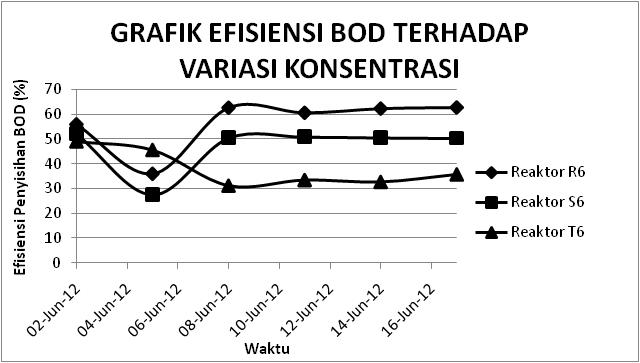 GRAFIK EFISIENSI BOD TERHADAP
VARIASI KONSENTRASI
Efisiensi Penyisihan BOD (%)
70
60
50
40
30
20
10
0
02-Jun-12
04-Jun-12
06-Jun-12
08-Jun-12
10-Jun-12
12-Jun-12
14-Jun-12
16-Jun-12
Waktu
Reaktor R6
Reaktor S6
Reaktor T6